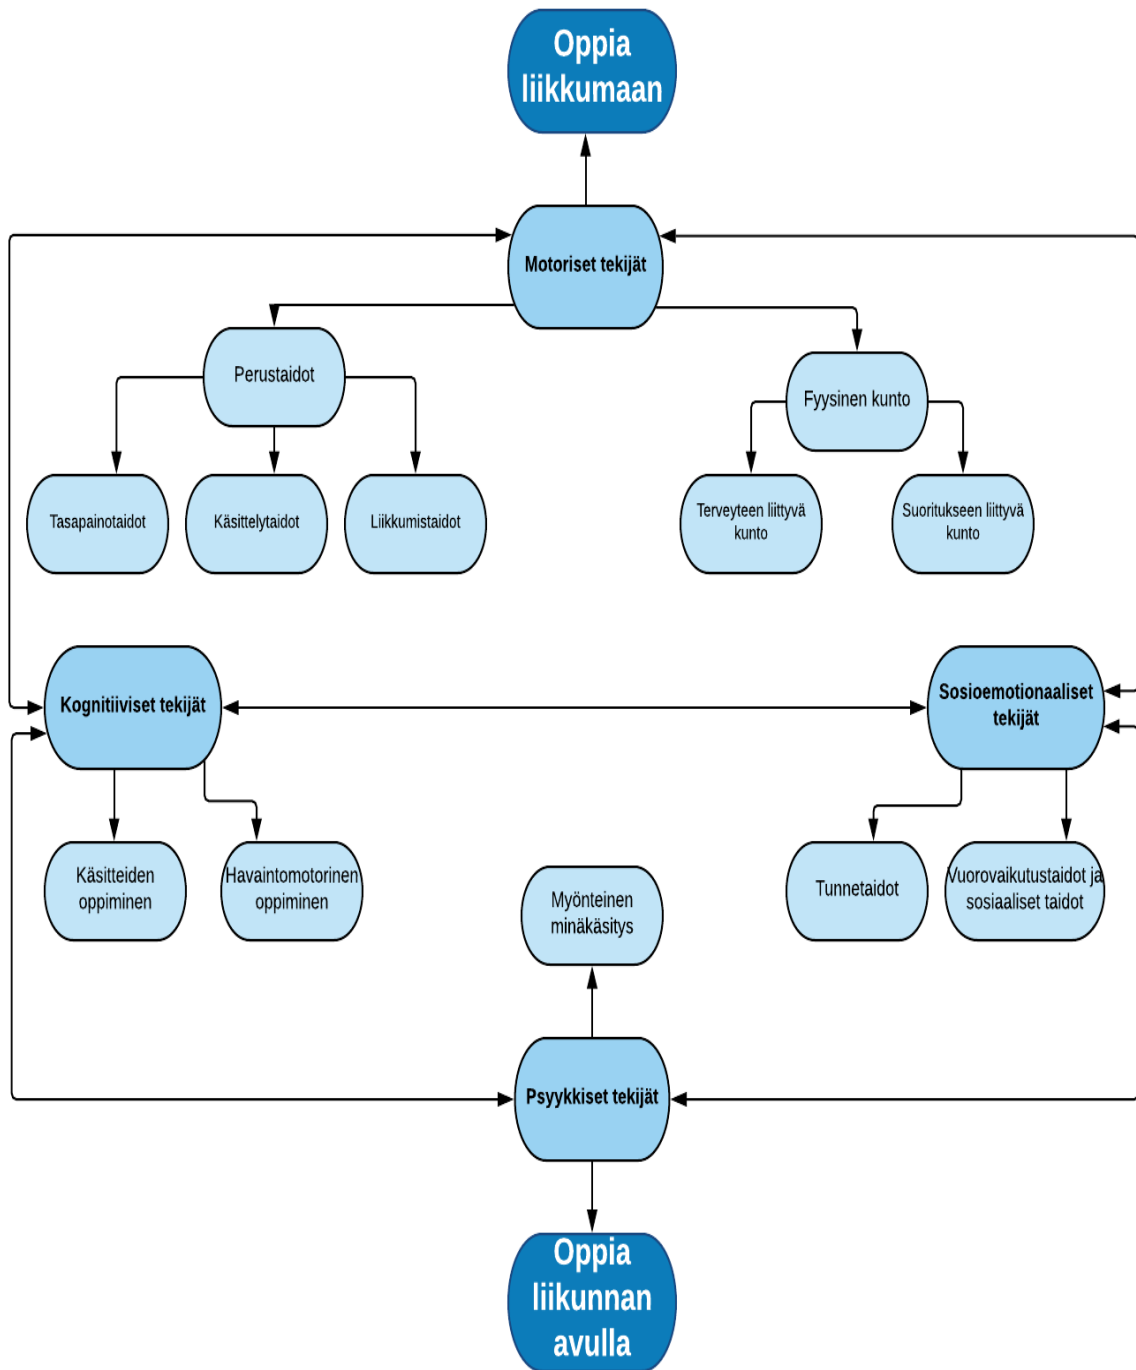 Oppia
liikkumaan
Motoriset tekijät
Perustaidot
Fyysinen kunto
Tasapainotaidot
Käsittelytaidot
Liikkumistaidot
Terveyteen liittyvä
kunto
Suoritukseen liittyvä
kunto
Kognitiiviset tekijät
Sosioemotionaaliset
tekijät
Käsitteiden
oppiminen
Havaintomotorinen
oppiminen
Myönteinen
minäkäsitys
Tunnetaidot
Vuorovaikutustaidot ja
sosiaaliset taidot
Psyykkiset tekijät
Oppia
liikunnan
avulla